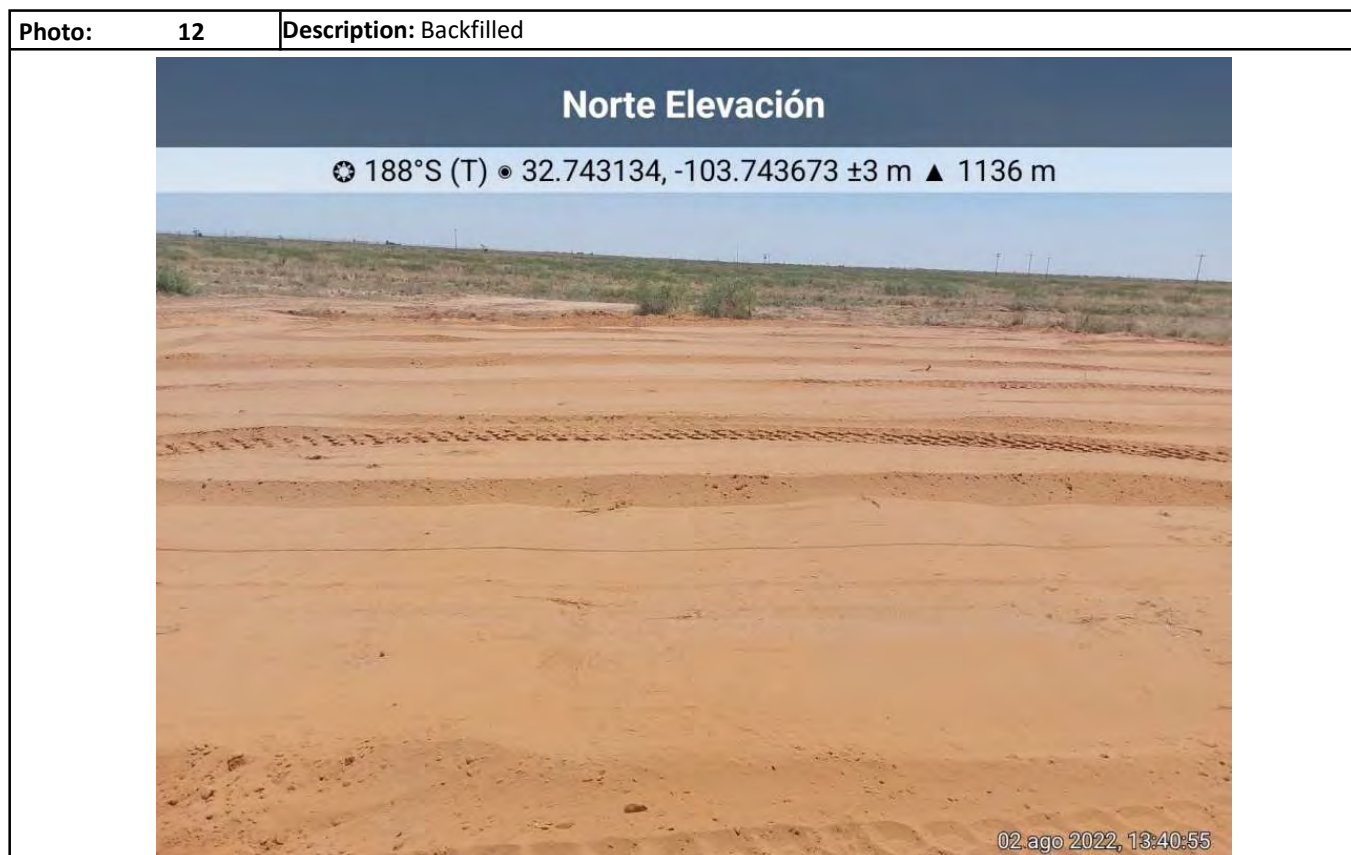 Photo: 12 Description: Backfilled
Norte Elevación
188°S (T) 32.743134, -103.743673 ±3 m ▲ 1136 m
02 ago 2022, 13:40:55